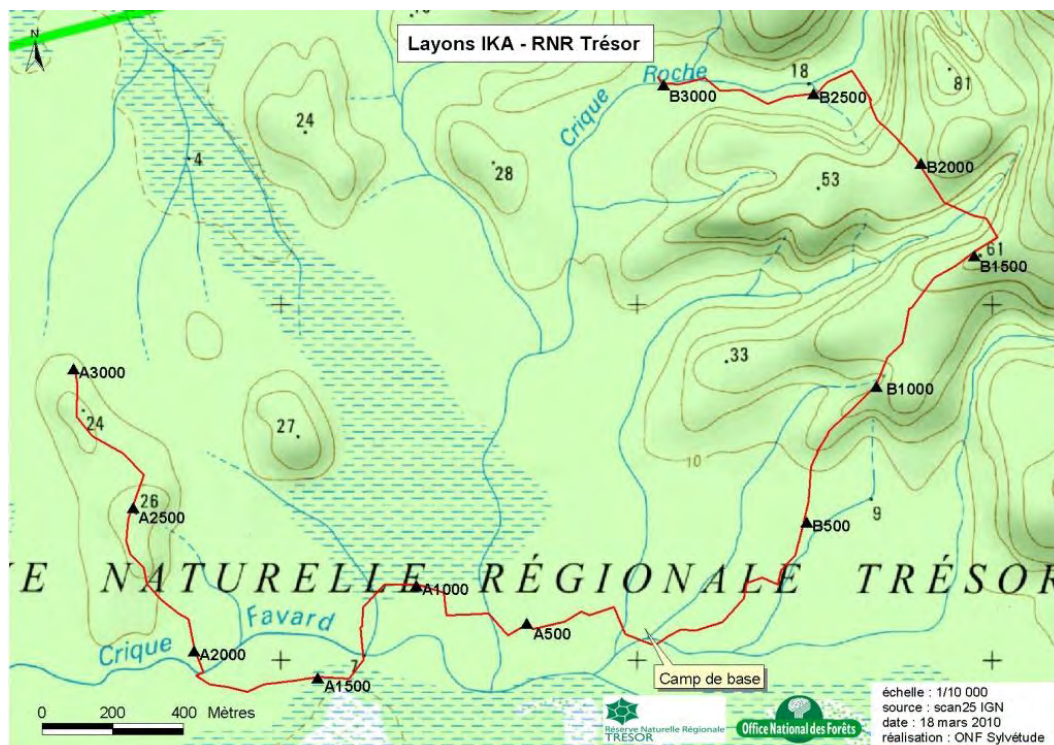 Layons IKA - RNR Trésor
N
Crique Roche
18
81
B3000
B2500
24
4
28
B2000
53
61
B1500
33
A3000
B1000
24
27
10
26
A2500
9
B500
E NATURELLE RÉGIONALE TRÉSOR
A1000
Crique Favard
A500
A2000
7
A1500
Camp de base
0 200 400 Mètres
Réserve Naturelle Régionale
TRESOR
Office National des Forêts
échelle : 1/10 000
source : scan25 IGN
date : 18 mars 2010
réalisation : ONF Sylvétude